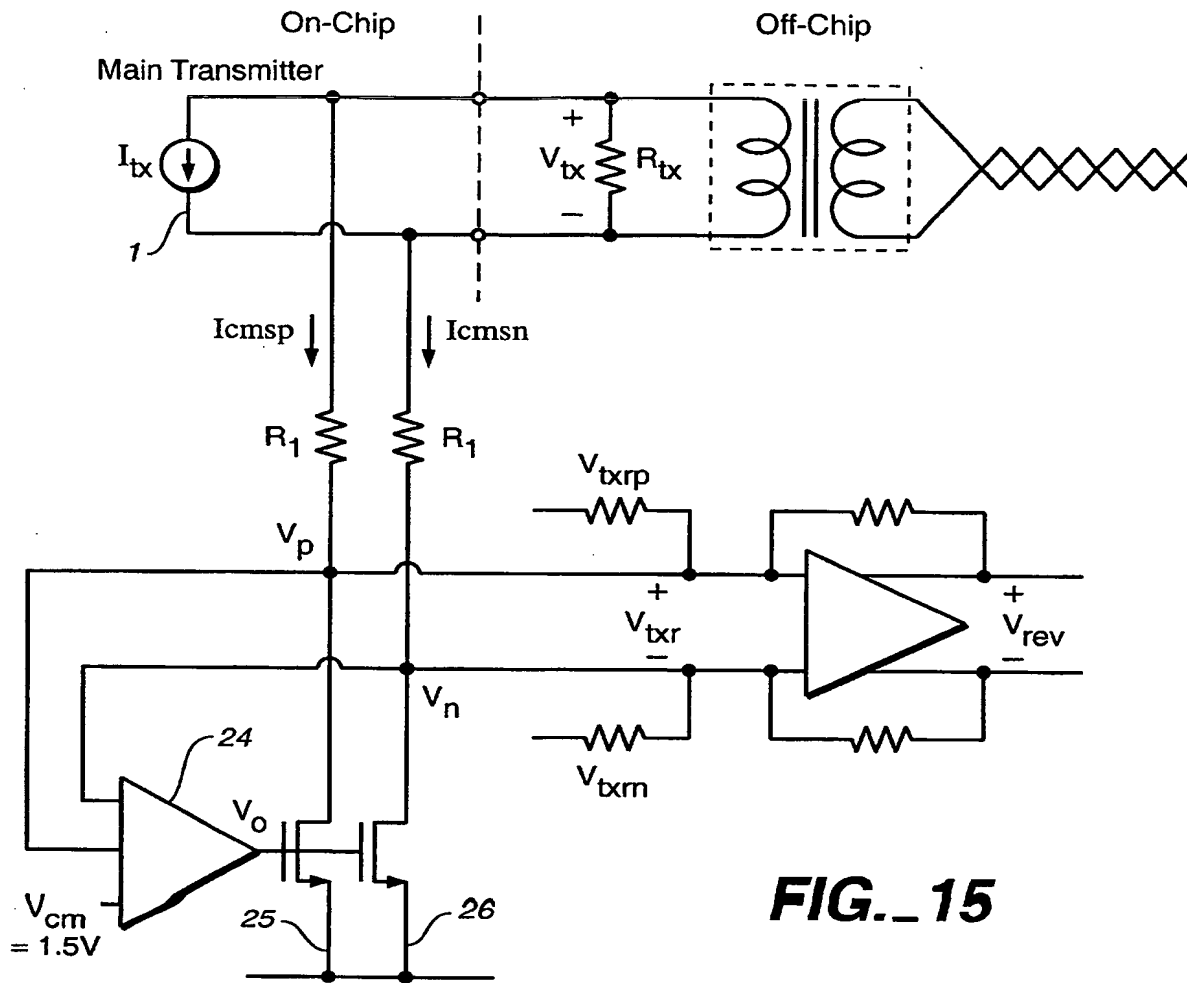 On-Chip
Off-Chip
Main Transmitter
Itx
1
+
Vtx
−
Rtx
Icmsp
Icmsn
R1
R1
Vtxrp
Vp
+
Vtxr
−
+
Vrev
−
Vn
Vtxrn
24
Vo
Vcm
= 1.5V
25
26
FIG._15